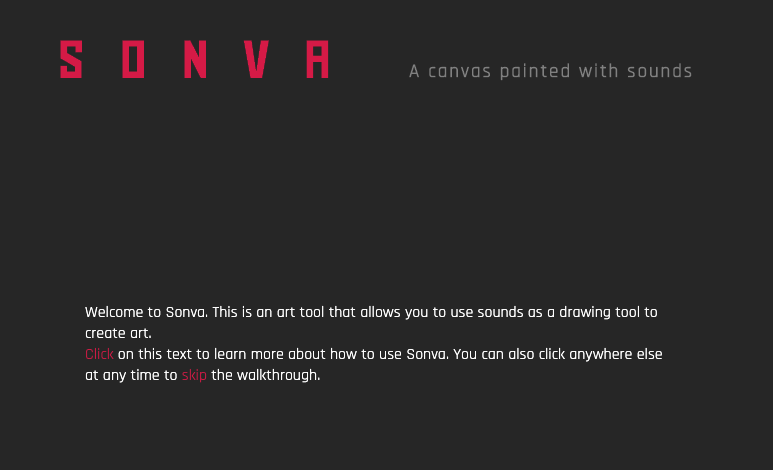 SONVA
A canvas painted with sounds
Welcome to Sonva. This is an art tool that allows you to use sounds as a drawing tool to
create art.
Click on this text to learn more about how to use Sonva. You can also click anywhere else
at any time to skip the walkthrough.